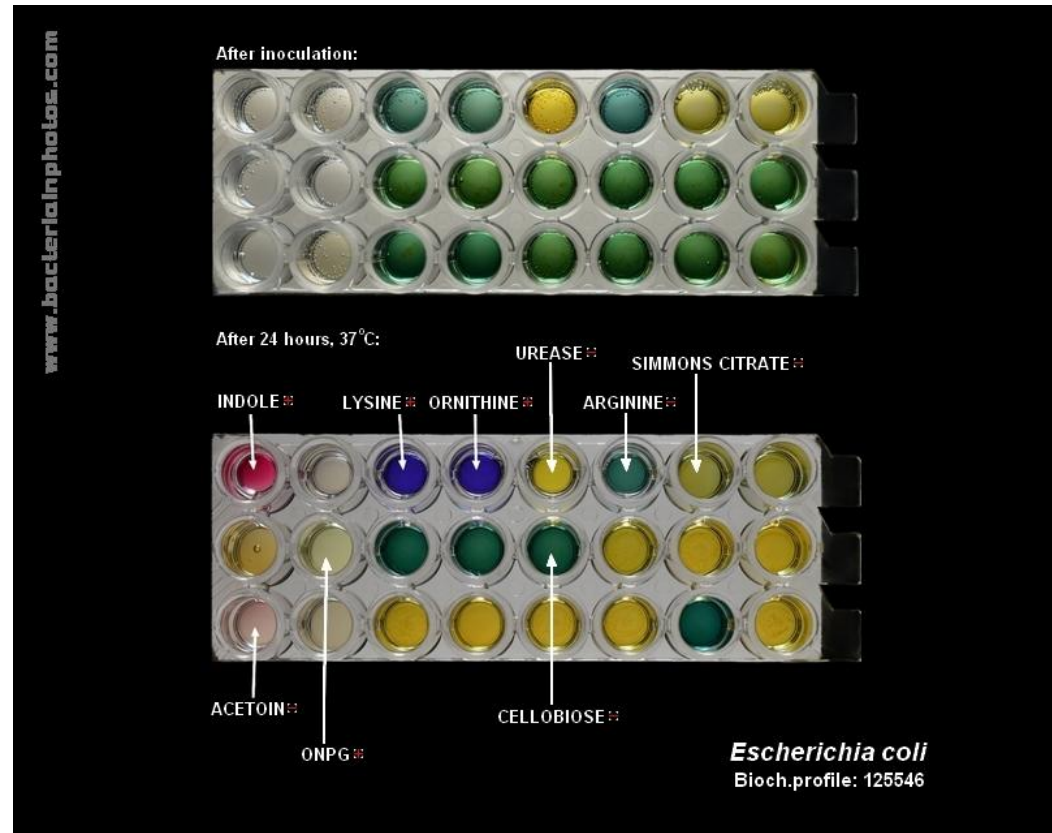 www.bacteriainphotos.com
After inoculation:
After 24 hours, 37°C:
UREASE -
SIMMONS CITRATE -
INDOLE +
LYSINE +
ORNITHINE +
ARGININE -
ACETOIN -
CELLOBIOSE -
ONPG +
Escherichia coli
Bioch.profile: 125546